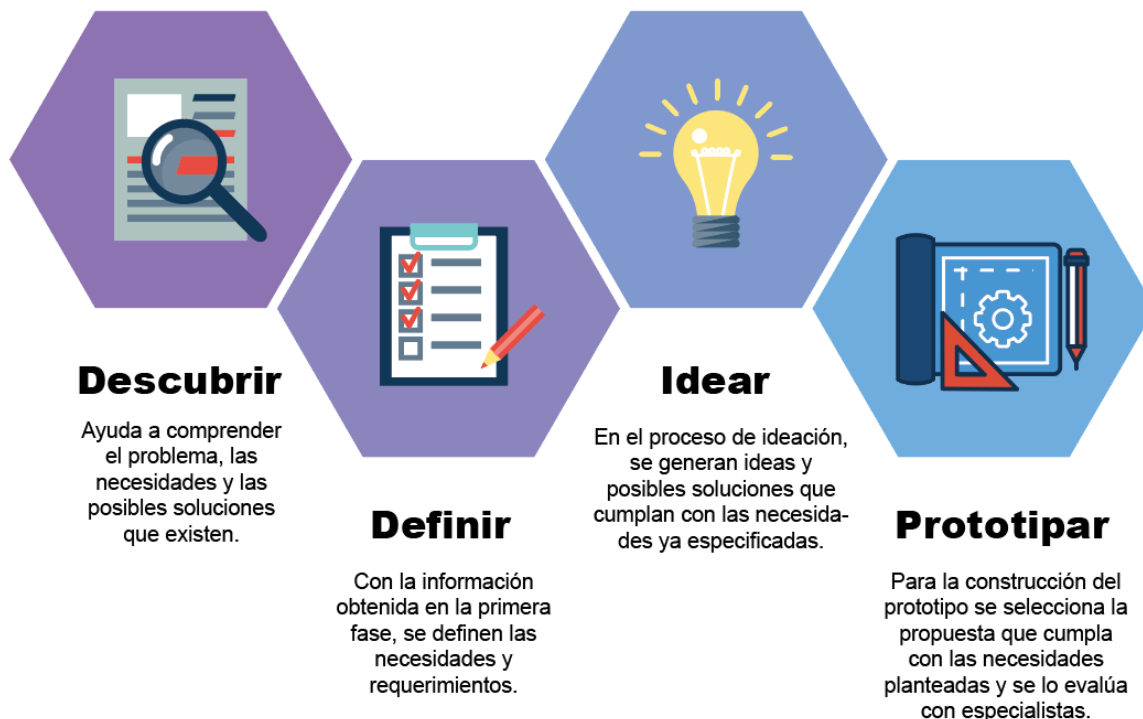 Descubrir
Ayuda a comprender
el problema, las
necesidades y las
posibles soluciones
que existen.
Definir
Con la información
obtenida en la primera
fase, se definen las
necesidades y
requerimientos.
Idear
En el proceso de ideación,
se generan ideas y
posibles soluciones que
cumplan con las necesida-
des ya especificadas.
Prototipar
Para la construcción del
prototipo se selecciona la
propuesta que cumpla
con las necesidades
planteadas y se lo evalúa
con especialistas.